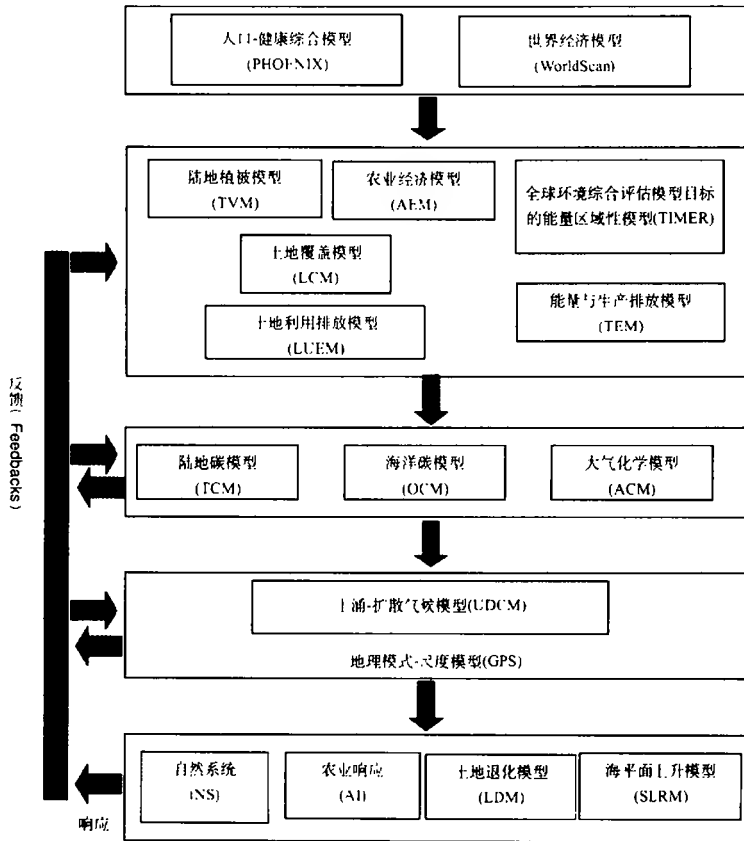 人口-健康综合模型
(PHOENIX)
世界经济模型
(WorldScan)
陆地植被模型
(TVM)
农业经济模型
(AEM)
全球环境综合评估模型目标
的能量区域性模型(TIMER)
土地覆盖模型
(LCM)
能量与生产排放模型
(TEM)
土地利用排放模型
(LUEM)
反馈( Feedbacks)
陆地碳模型
(TCM)
海洋碳模型
(OCM)
大气化学模型
(ACM)
上涌-扩散气候模型(UDCM)
地理模式-尺度模型(GPS)
自然系统
(NS)
农业响应
(AI)
土地退化模型
(LDM)
海平面上升模型
(SLRM)
响应